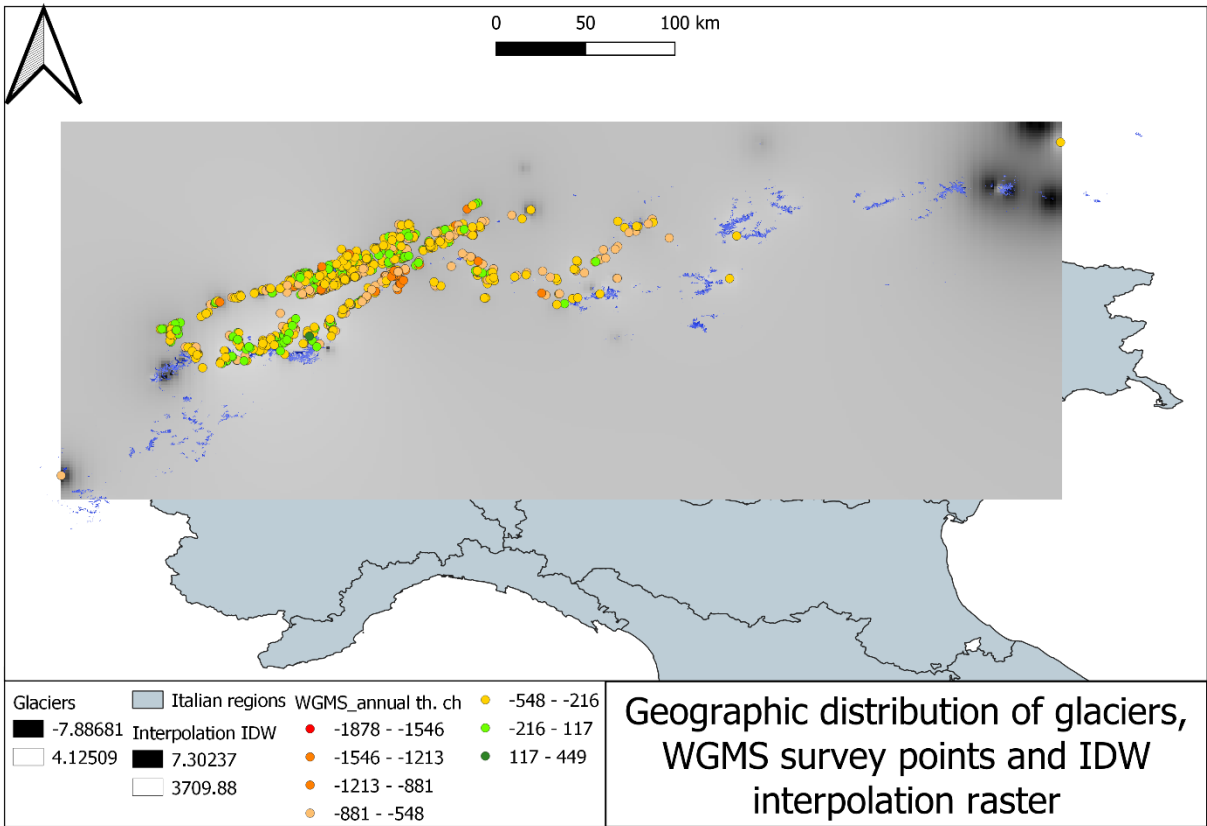 0 50 100 km
Glaciers
-7.88681
4.12509
Italian regions
Interpolation IDW
7.30237
3709.88
WGMS_annual th. ch
-1878 - -1546
-1546 - -1213
-1213 - -881
-881 - -548
-548 - -216
-216 - 117
117 - 449
Geographic distribution of glaciers,
WGMS survey points and IDW
interpolation raster